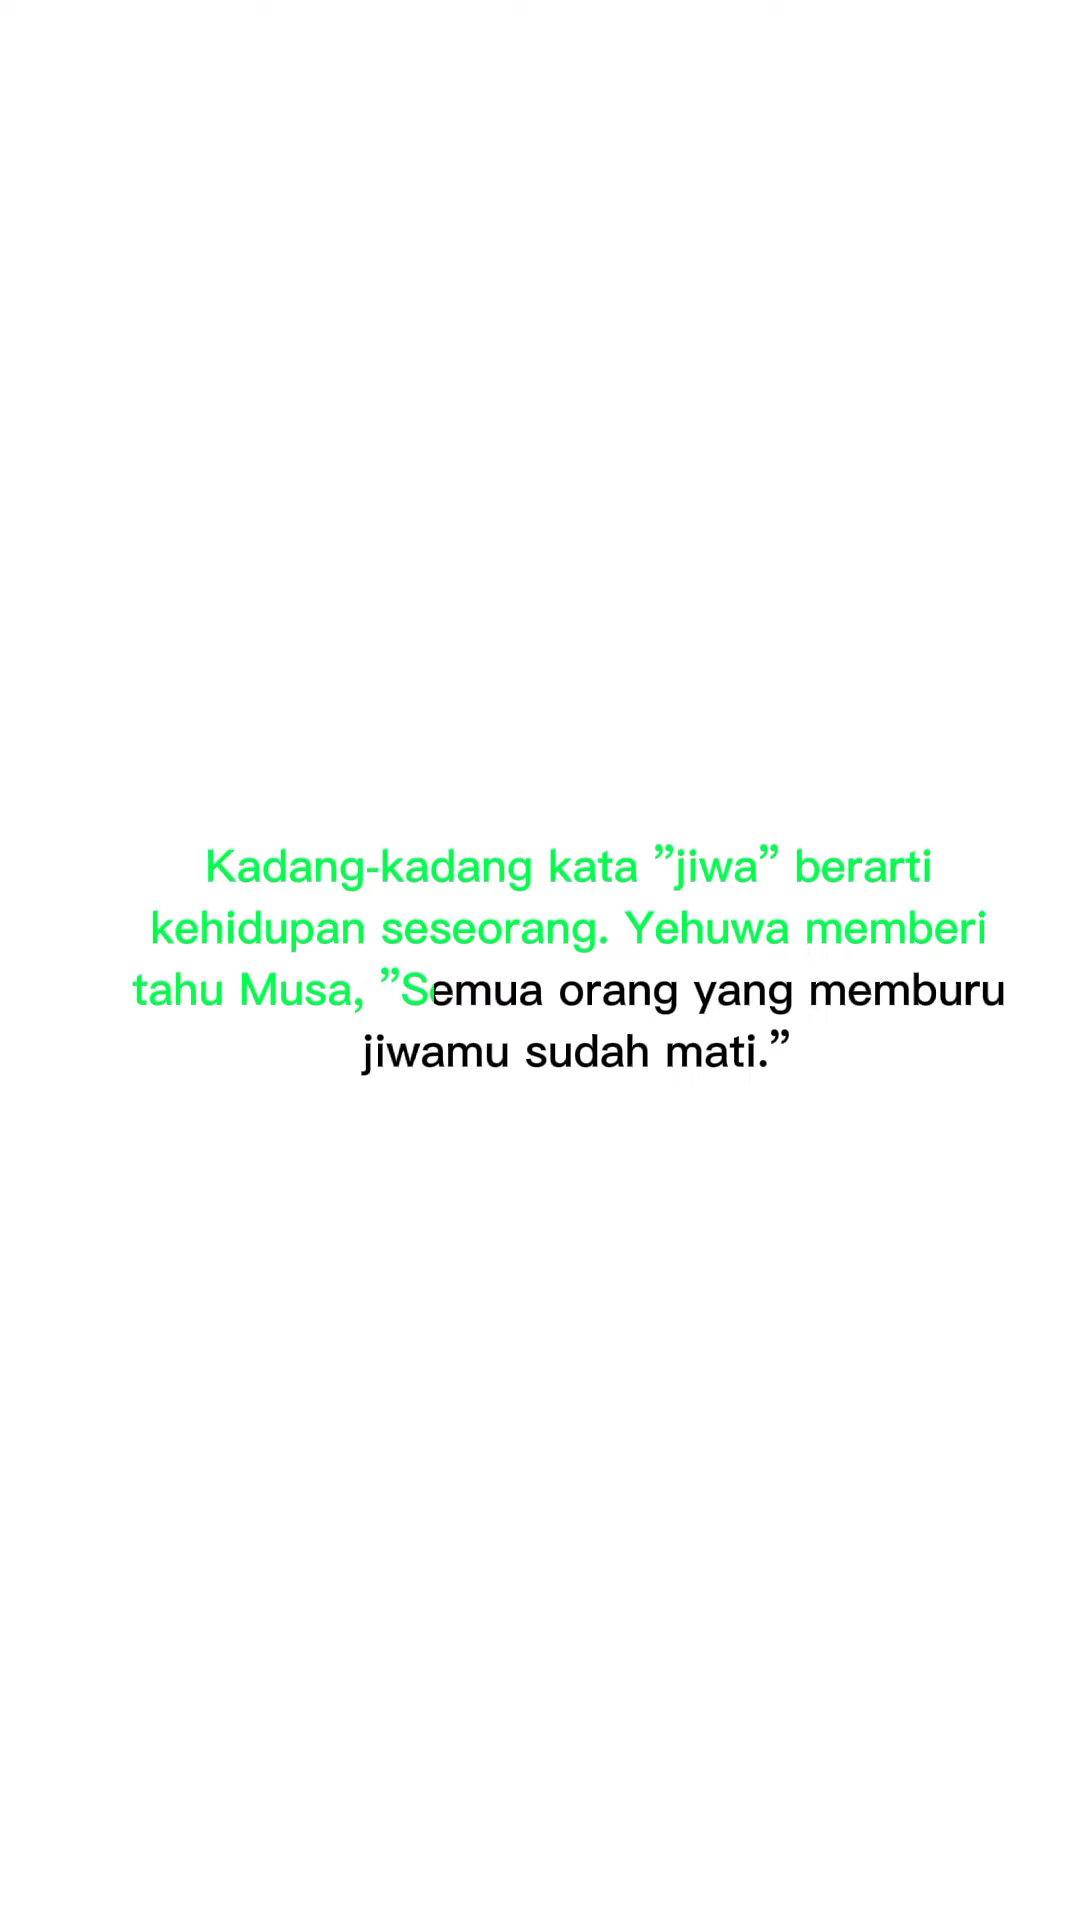 Kadang-kadang kata ”jiwa” berarti
kehidupan seseorang. Yehuwa memberi
tahu Musa, ”Semua orang yang memburu
jiwamu sudah mati.”